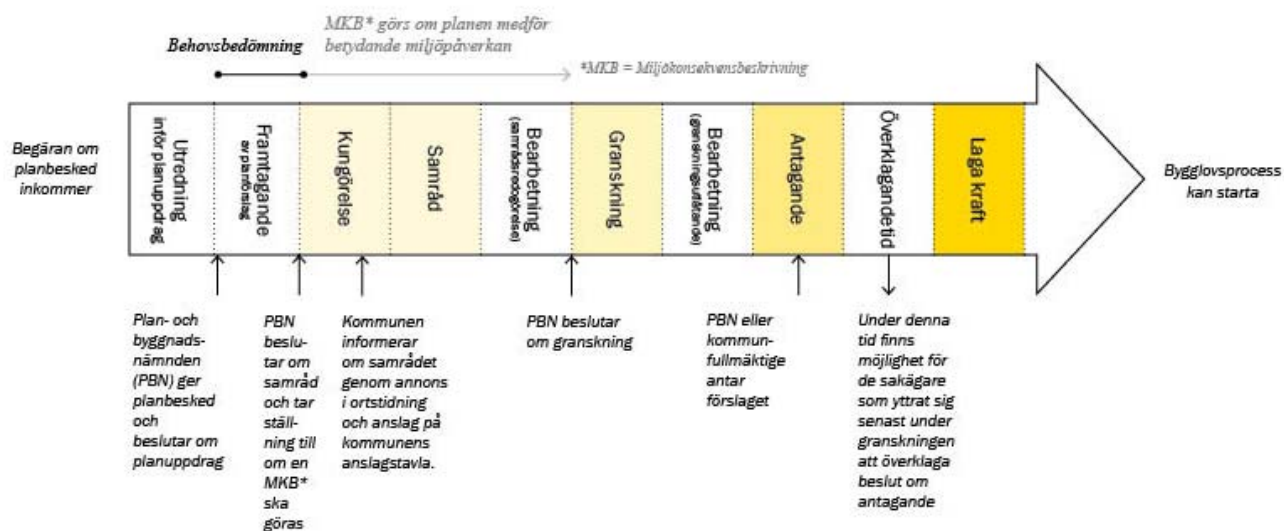 MKB* görs om planen medför
betydande miljöpåverkan
Behovsbedömning
*MKB = Miljökonsekvensbeskrivning
Begäran om
planbesked
inkommer
Utredning
inför planuppdrag
Framtagande
av planförslag
Kungörelse
Samråd
Bearbetning
(samrådsredogörelse)
Granskning
Bearbetning
(granskningsutlåtande)
Antagande
Överklagandetid
Laga kraft
Bygglovsprocess
kan starta
Plan- och
byggnads-
nämnden
(PBN) ger
planbesked
och
beslutar om
planuppdrag
PBN
beslu-
tar om
samråd
och tar
ställ-
ning till
om en
MKB*
ska
göras
Kommunen
informerar
om samrådet
genom annons
i ortstidning
och anslag på
kommunens
anslagstavla.
PBN beslutar
om granskning
PBN eller
kommun-
fullmäktige
antar
förslaget
Under denna
tid finns
möjlighet för
de sakägare
som yttrat sig
senast under
granskningen
att överklaga
beslut om
antagande